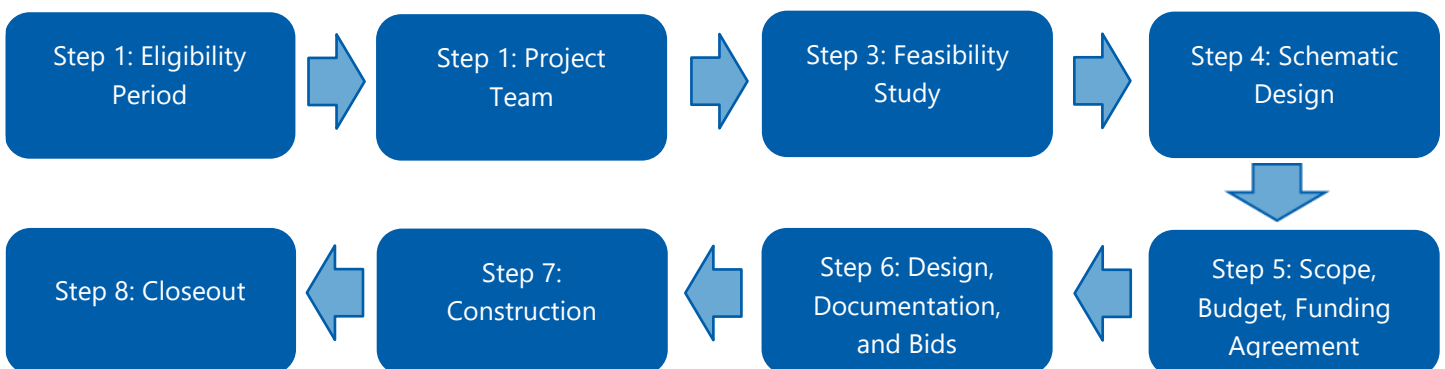 Step 1: Eligibility
Period
Step 1: Project
Team
Step 3: Feasibility
Study
Step 4: Schematic
Design
Step 5: Scope,
Budget, Funding
Agreement
Step 6: Design,
Documentation,
and Bids
Step 7:
Construction
Step 8: Closeout